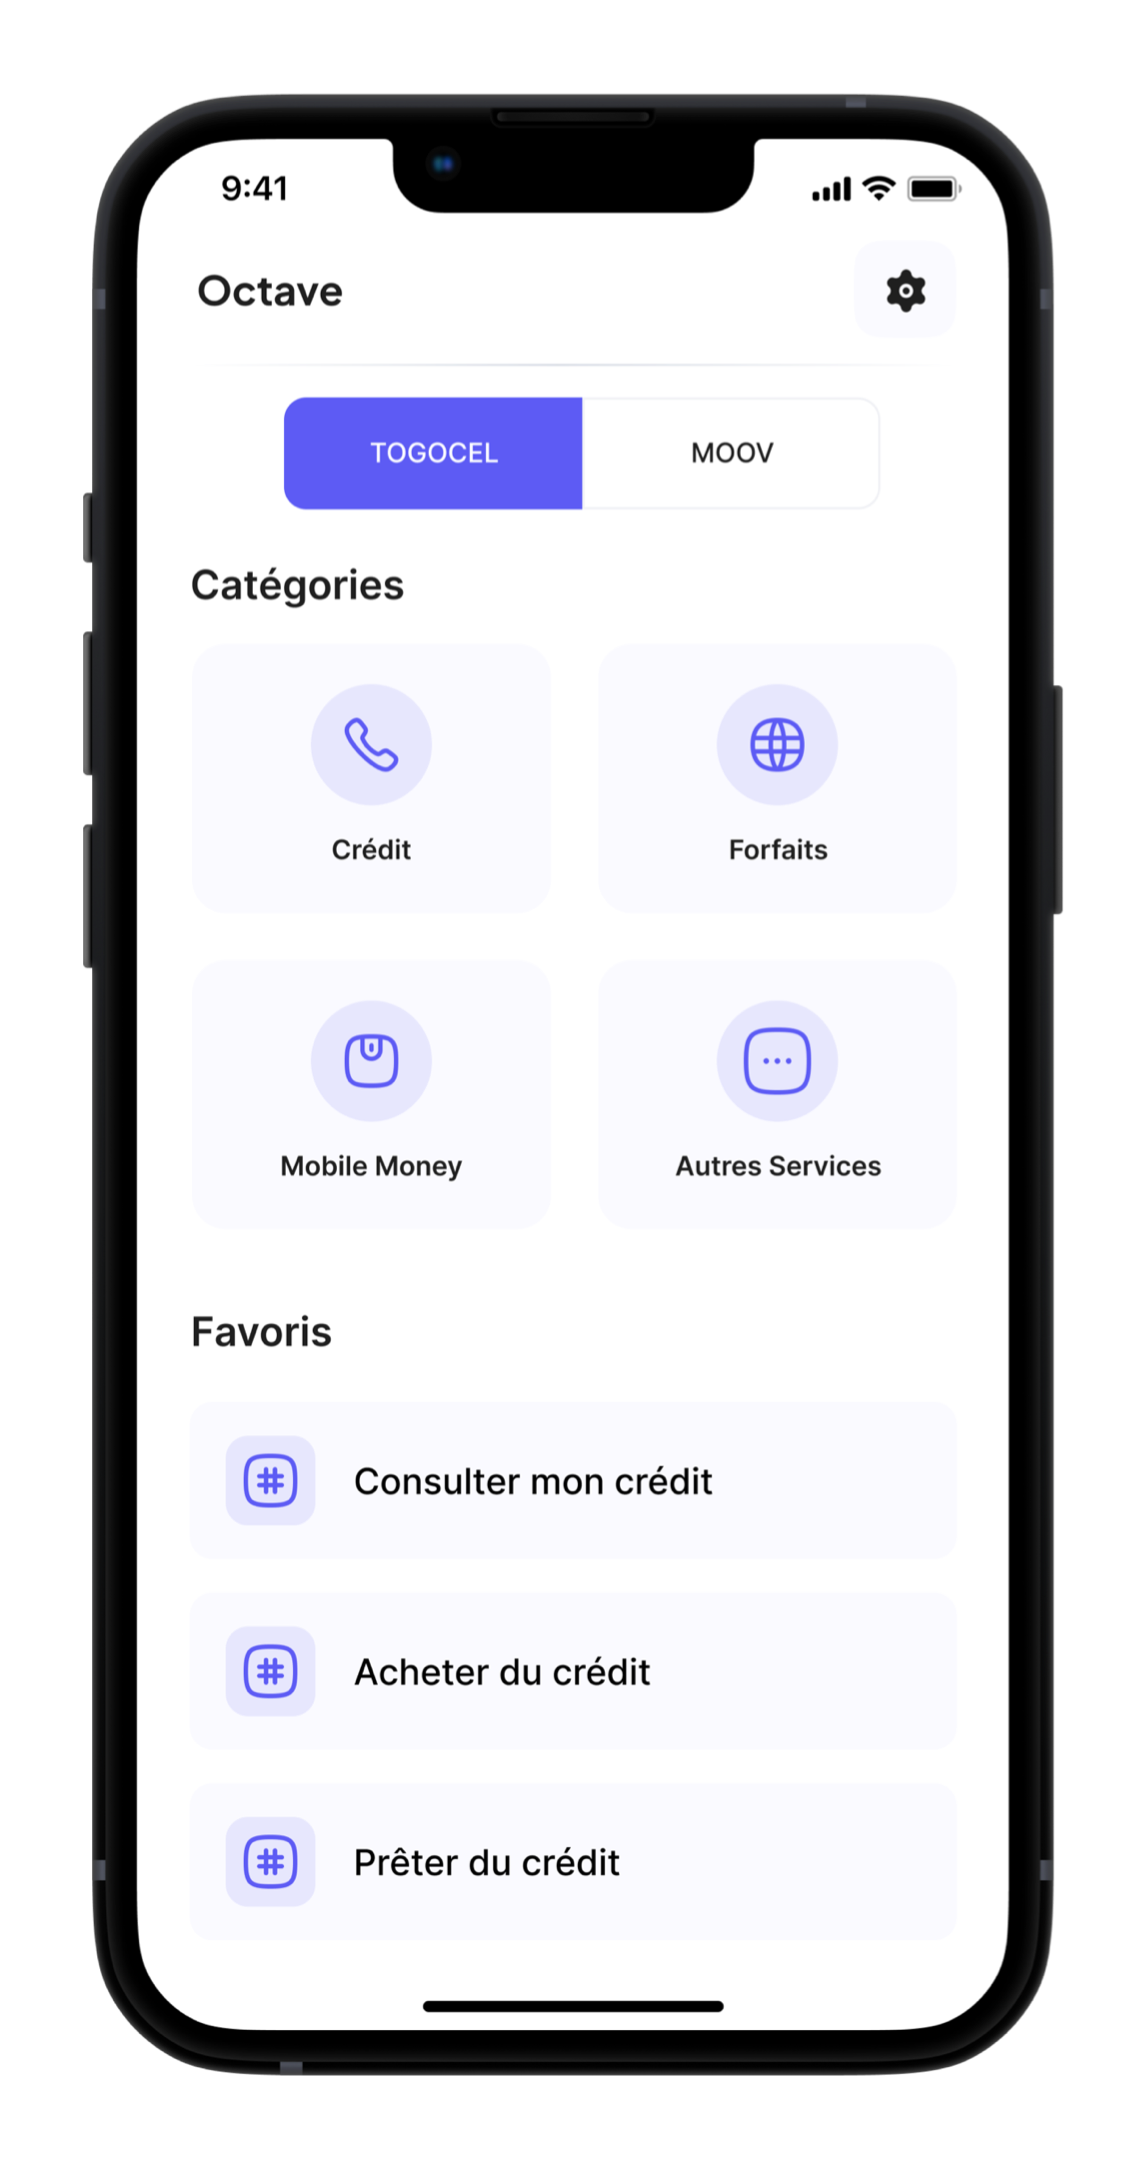 9:41
Octave
TOGOCEL
MOOV
Catégories
Crédit
Forfaits
Mobile Money
Autres Services
Favoris
Consulter mon crédit
Acheter du crédit
Prêter du crédit